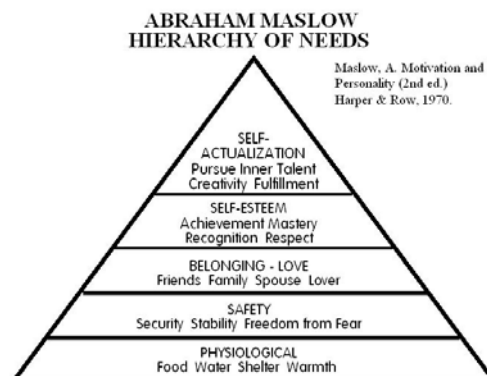 ABRAHAM MASLOW
HIERARCHY OF NEEDS
Maslow, A. Motivation and
Personality (2nd ed.)
Harper & Row, 1970.
SELF-
ACTUALIZATION
Pursue Inner Talent
Creativity Fulfillment
SELF-ESTEEM
Achievement Mastery
Recognition Respect
BELONGING - LOVE
Friends Family Spouse Lover
SAFETY
Security Stability Freedom from Fear
PHYSIOLOGICAL
Food Water Shelter Warmth